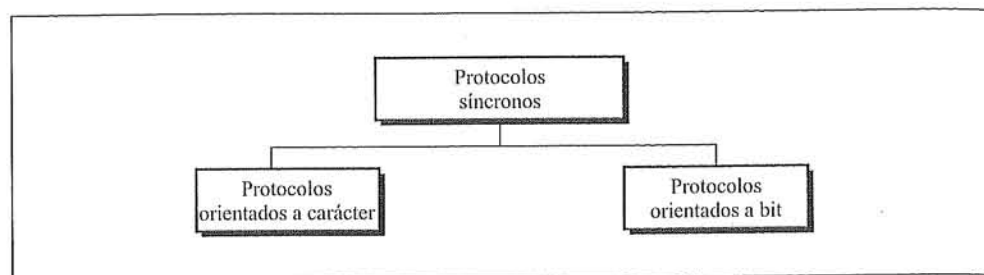 Protocolos
síncronos
Protocolos
orientados a carácter
Protocolos
orientados a bit